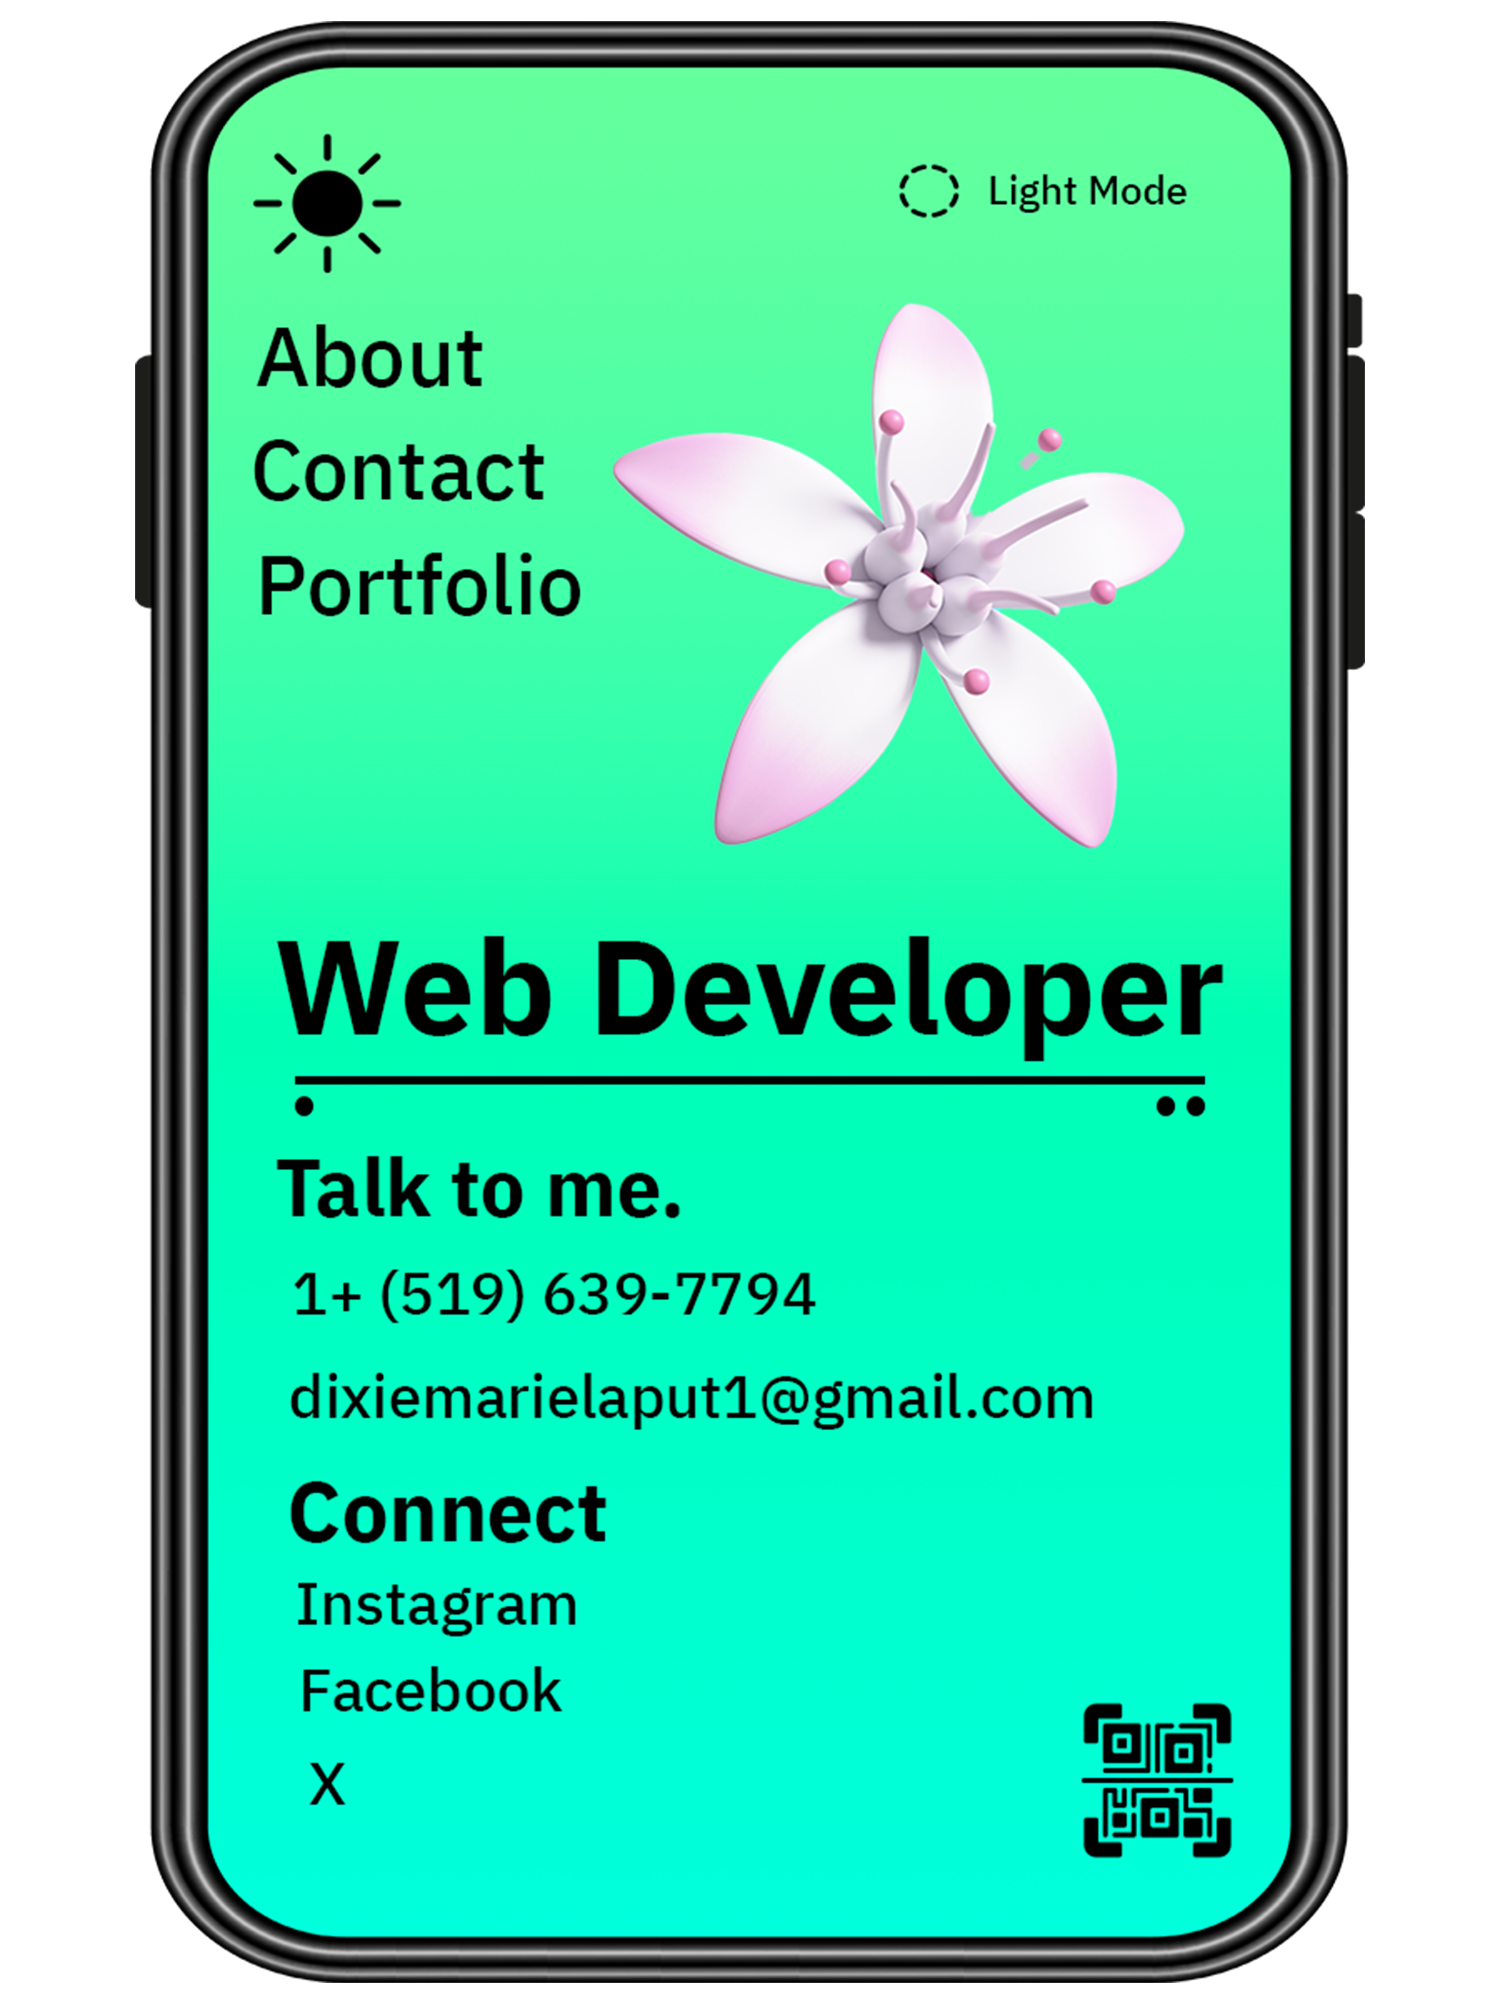 Light Mode
About
Contact
Portfolio
Web Developer
Talk to me.
1+ (519) 639-7794
dixiemarielaput1@gmail.com
Connect
Instagram
Facebook
X